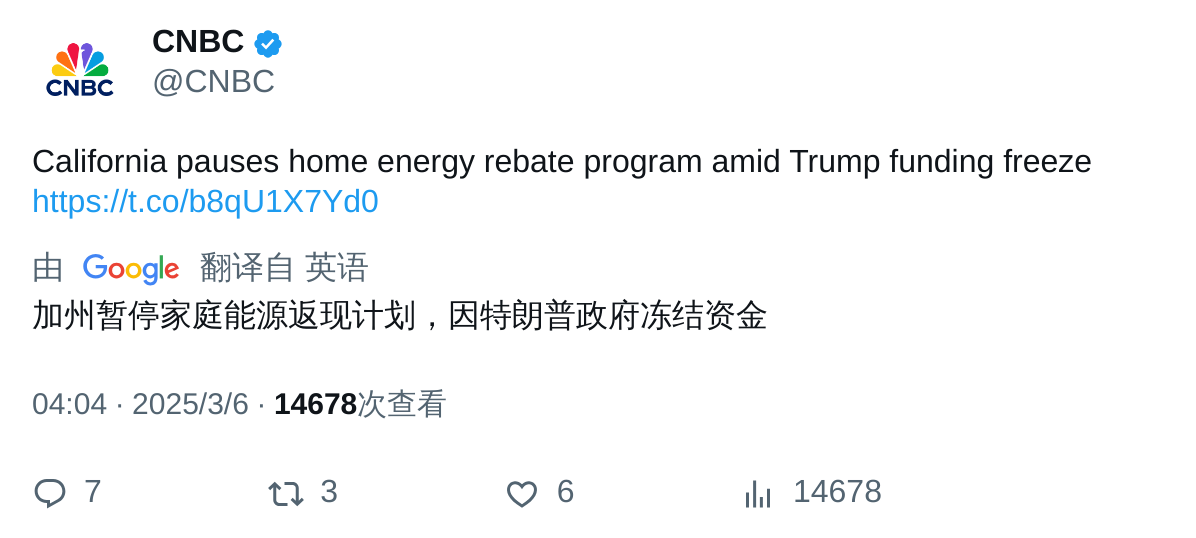 CNBC
CNBC
@CNBC
California pauses home energy rebate program amid Trump funding freeze
https://t.co/b8qU1X7Yd0
由 Google 翻译自 英语
加州暂停家庭能源返现计划，因特朗普政府冻结资金
04:04 · 2025/3/6 · 14678次查看
7 3 6 14678